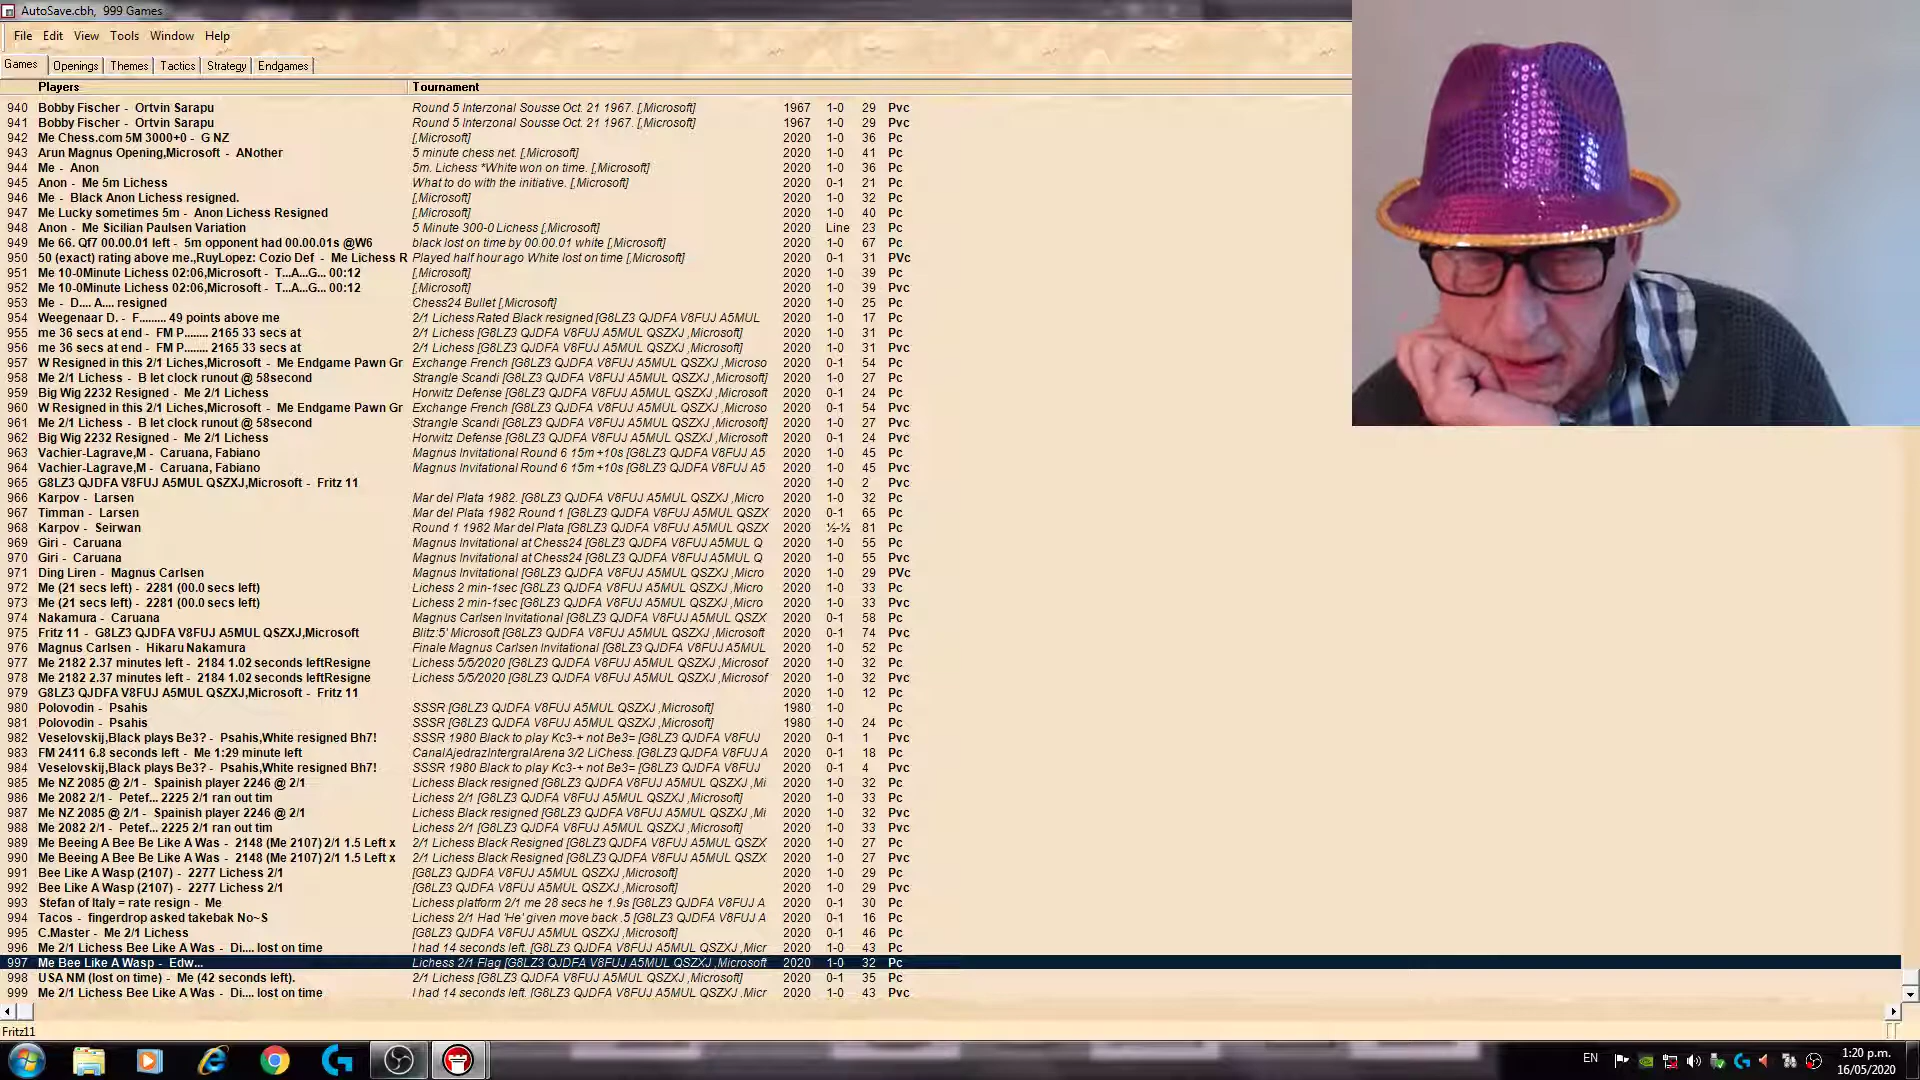 AutoSave.cbh, 999 Games
File Edit View Tools Window Help
Games Openings Themes Tactics Strategy Endgames
Players Tournament
940 Bobby Fischer - Ortvin Sarapu Round 5 Interzonal Sousse Oct. 21 1967. [,Microsoft] 1967 1-0 29 Pvc
941 Bobby Fischer - Ortvin Sarapu Round 5 Interzonal Sousse Oct. 21 1967. [,Microsoft] 1967 1-0 29 Pvc
942 Me Chess.com 5M 3000+0 - G NZ [,Microsoft] 2020 1-0 36 Pc
943 Arun Magnus Opening,Microsoft - ANother 5 minute chess net. [,Microsoft] 2020 1-0 41 Pc
944 Me - Anon 5m. Lichess *White won on time. [,Microsoft] 2020 1-0 36 Pc
945 Anon - Me 5m Lichess What to do with the initiative. [,Microsoft] 2020 0-1 21 Pc
946 Me - Black Anon Lichess resigned. [,Microsoft] 2020 1-0 32 Pc
947 Me Lucky sometimes 5m - Anon Lichess Resigned [,Microsoft] 2020 1-0 40 Pc
948 Anon - Me Sicilian Paulsen Variation 5 Minute 300-0 Lichess [,Microsoft] 2020 Line 23 Pc
949 Me 66. Qf7 00.00.01 left - 5m opponent had 00.00.01s @W6 black lost on time by 00.00.01 white [,Microsoft] 2020 1-0 67 Pvc
950 50 (exact) rating above me.,RuyLopez: Cozio Def - Me Lichess R Played half hour ago White lost on time [,Microsoft] 2020 0-1 31 PVc
951 Me 10-0Minute Lichess 02:06,Microsoft - T...A...G... 00:12 [,Microsoft] 2020 1-0 39 Pc
952 Me 10-0Minute Lichess 02:06,Microsoft - T...A...G... 00:12 [,Microsoft] 2020 1-0 39 Pvc
953 Me - D.... A.... resigned Chess24 Bullet [,Microsoft] 2020 1-0 25 Pc
954 Weegenaar D. - F......... 49 points above me 2/1 Lichess Rated Black resigned [G8LZ3 QJDFA V8FUJ A5MUL 2020 1-0 17 Pc
955 me 36 secs at end - FM P........ 2165 33 secs at 2/1 Lichess [G8LZ3 QJDFA V8FUJ A5MUL QSZXJ ,Microsoft] 2020 1-0 31 Pc
956 me 36 secs at end - FM P........ 2165 33 secs at 2/1 Lichess [G8LZ3 QJDFA V8FUJ A5MUL QSZXJ ,Microsoft] 2020 1-0 31 Pvc
957 W Resigned in this 2/1 Liches,Microsoft - Me Endgame Pawn Gr Exchange French [G8LZ3 QJDFA V8FUJ A5MUL QSZXJ ,Microso 2020 0-1 54 Pc
958 Me 2/1 Lichess - B let clock runout @ 58second Strangle Scandi [G8LZ3 QJDFA V8FUJ A5MUL QSZXJ ,Microsoft] 2020 1-0 27 Pc
959 Big Wig 2232 Resigned - Me 2/1 Lichess Horwitz Defense [G8LZ3 QJDFA V8FUJ A5MUL QSZXJ ,Microsoft 2020 0-1 24 Pc
960 W Resigned in this 2/1 Liches,Microsoft - Me Endgame Pawn Gr Exchange French [G8LZ3 QJDFA V8FUJ A5MUL QSZXJ ,Microso 2020 0-1 54 Pvc
961 Me 2/1 Lichess - B let clock runout @ 58second Strangle Scandi [G8LZ3 QJDFA V8FUJ A5MUL QSZXJ ,Microsoft] 2020 1-0 27 Pvc
962 Big Wig 2232 Resigned - Me 2/1 Lichess Horwitz Defense [G8LZ3 QJDFA V8FUJ A5MUL QSZXJ ,Microsoft 2020 0-1 24 Pvc
963 Vachier-Lagrave,M - Caruana, Fabiano Magnus Invitational Round 6 15m +10s [G8LZ3 QJDFA V8FUJ A5 2020 1-0 45 Pc
964 Vachier-Lagrave,M - Caruana, Fabiano Magnus Invitational Round 6 15m +10s [G8LZ3 QJDFA V8FUJ A5 2020 1-0 45 Pvc
965 G8LZ3 QJDFA V8FUJ A5MUL QSZXJ,Microsoft - Fritz 11 2020 1-0 2 Pvc
966 Karpov - Larsen Mar del Plata 1982. [G8LZ3 QJDFA V8FUJ A5MUL QSZXJ ,Micro 2020 1-0 32 Pc
967 Timman - Larsen Mar del Plata 1982 Round 1 [G8LZ3 QJDFA V8FUJ A5MUL QSZX 2020 0-1 65 Pc
968 Karpov - Seirwan Round 1 1982 Mar del Plata [G8LZ3 QJDFA V8FUJ A5MUL QSZX 2020 ½-½ 81 Pc
969 Giri - Caruana Magnus Invitational at Chess24 [G8LZ3 QJDFA V8FUJ A5MUL Q 2020 1-0 55 Pc
970 Giri - Caruana Magnus Invitational at Chess24 [G8LZ3 QJDFA V8FUJ A5MUL Q 2020 1-0 55 Pvc
971 Ding Liren - Magnus Carlsen Magnus Invitational [G8LZ3 QJDFA V8FUJ A5MUL QSZXJ ,Micro 2020 1-0 29 PVc
972 Me (21 secs left) - 2281 (00.0 secs left) Lichess 2 min-1sec [G8LZ3 QJDFA V8FUJ A5MUL QSZXJ ,Micro 2020 1-0 33 Pc
973 Me (21 secs left) - 2281 (00.0 secs left) Lichess 2 min-1sec [G8LZ3 QJDFA V8FUJ A5MUL QSZXJ ,Micro 2020 1-0 33 Pvc
974 Nakamura - Caruana Magnus Carlsen Invitational [G8LZ3 QJDFA V8FUJ A5MUL QSZX 2020 0-1 58 Pc
975 Fritz 11 - G8LZ3 QJDFA V8FUJ A5MUL QSZXJ,Microsoft Blitz:5' Microsoft [G8LZ3 QJDFA V8FUJ A5MUL QSZXJ ,Microsoft] 2020 0-1 74 Pvc
976 Magnus Carlsen - Hikaru Nakamura Finale Magnus Carlsen Invitational [G8LZ3 QJDFA V8FUJ A5MUL 2020 1-0 52 Pc
977 Me 2182 2.37 minutes left - 2184 1.02 seconds leftResigne Lichess 5/5/2020 [G8LZ3 QJDFA V8FUJ A5MUL QSZXJ ,Microsof 2020 1-0 32 Pc
978 Me 2182 2.37 minutes left - 2184 1.02 seconds leftResigne Lichess 5/5/2020 [G8LZ3 QJDFA V8FUJ A5MUL QSZXJ ,Microsof 2020 1-0 32 Pvc
979 G8LZ3 QJDFA V8FUJ A5MUL QSZXJ,Microsoft - Fritz 11 2020 1-0 12 Pc
980 Polovodin - Psahis SSSR [G8LZ3 QJDFA V8FUJ A5MUL QSZXJ ,Microsoft] 1980 1-0 Pc
981 Polovodin - Psahis SSSR [G8LZ3 QJDFA V8FUJ A5MUL QSZXJ ,Microsoft] 1980 1-0 24 Pc
982 Veselovskij,Black plays Be3? - Psahis,White resigned Bh7! SSSR 1980 Black to play Kc3-+ not Be3= [G8LZ3 QJDFA V8FUJ 2020 0-1 1 Pvc
983 FM 2411 6.8 seconds left - Me 1:29 minute left CanalAjedrazIntergralArena 3/2 LiChess. [G8LZ3 QJDFA V8FUJ A 2020 0-1 18 Pc
984 Veselovskij,Black plays Be3? - Psahis,White resigned Bh7! SSSR 1980 Black to play Kc3-+ not Be3= [G8LZ3 QJDFA V8FUJ 2020 0-1 4 Pvc
985 Me NZ 2085 @ 2/1 - Spainish player 2246 @ 2/1 Lichess Black resigned [G8LZ3 QJDFA V8FUJ A5MUL QSZXJ ,Mi 2020 1-0 32 Pc
986 Me 2082 2/1 - Petef... 2225 2/1 ran out tim Lichess 2/1 [G8LZ3 QJDFA V8FUJ A5MUL QSZXJ ,Microsoft] 2020 1-0 33 Pc
987 Me NZ 2085 @ 2/1 - Spainish player 2246 @ 2/1 Lichess Black resigned [G8LZ3 QJDFA V8FUJ A5MUL QSZXJ ,Mi 2020 1-0 32 Pvc
988 Me 2082 2/1 - Petef... 2225 2/1 ran out tim Lichess 2/1 [G8LZ3 QJDFA V8FUJ A5MUL QSZXJ ,Microsoft] 2020 1-0 33 Pvc
989 Me Beeing A Bee Be Like A Was - 2148 (Me 2107) 2/1 1.5 Left x 2/1 Lichess Black Resigned [G8LZ3 QJDFA V8FUJ A5MUL QSZX 2020 1-0 27 Pc
990 Me Beeing A Bee Be Like A Was - 2148 (Me 2107) 2/1 1.5 Left x 2/1 Lichess Black Resigned [G8LZ3 QJDFA V8FUJ A5MUL QSZX 2020 1-0 27 Pvc
991 Bee Like A Wasp (2107) - 2277 Lichess 2/1 [G8LZ3 QJDFA V8FUJ A5MUL QSZXJ ,Microsoft] 2020 1-0 29 Pc
992 Bee Like A Wasp (2107) - 2277 Lichess 2/1 [G8LZ3 QJDFA V8FUJ A5MUL QSZXJ ,Microsoft] 2020 1-0 29 Pvc
993 Stefan of Italy = rate resign - Me Lichess platform 2/1 me 28 secs he 1.9s [G8LZ3 QJDFA V8FUJ A 2020 0-1 30 Pc
994 Tacos - fingerdrop asked takebak No~S Lichess 2/1 Had 'He' given move back .5 [G8LZ3 QJDFA V8FUJ A 2020 0-1 16 Pc
995 C.Master - Me 2/1 Lichess [G8LZ3 QJDFA V8FUJ A5MUL QSZXJ ,Microsoft] 2020 0-1 46 Pc
996 Me 2/1 Lichess Bee Like A Was - Di.... lost on time I had 14 seconds left. [G8LZ3 QJDFA V8FUJ A5MUL QSZXJ ,Micr 2020 1-0 43 Pc
997 Me Bee Like A Wasp - Edw... Lichess 2/1 Flag [G8LZ3 QJDFA V8FUJ A5MUL QSZXJ ,Microsoft 2020 1-0 32 Pc
998 USA NM (lost on time) - Me (42 seconds left). 2/1 Lichess [G8LZ3 QJDFA V8FUJ A5MUL QSZXJ ,Microsoft] 2020 0-1 35 Pc
999 Me 2/1 Lichess Bee Like A Was - Di.... lost on time I had 14 seconds left. [G8LZ3 QJDFA V8FUJ A5MUL QSZXJ ,Micr 2020 1-0 43 Pvc
Fritz11
EN 1:20 p.m.
16/05/2020